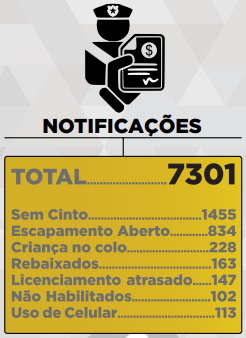 NOTIFICAÇÕES
TOTAL............................7301
Sem Cinto............................1455
Escapamento Aberto..........834
Criança no colo.....................228
Rebaixados............................163
Licenciamento atrasado......147
Não Habilitados....................102
Uso de Celular........................113